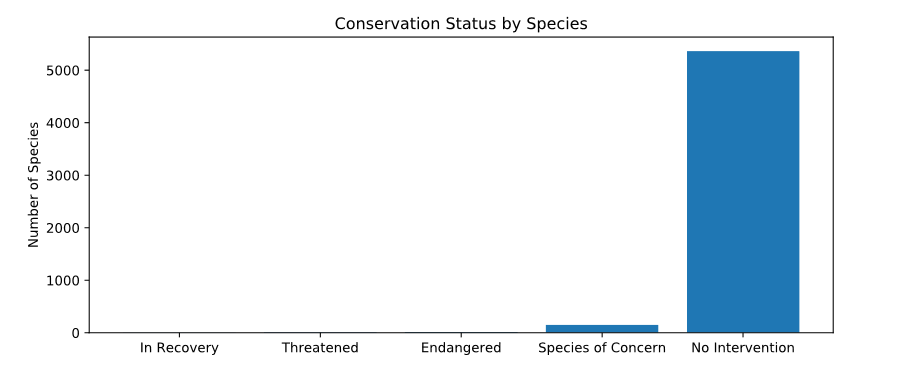 Conservation Status by Species
Number of Species
5000
4000
3000
2000
1000
0
In Recovery
Threatened
Endangered
Species of Concern
No Intervention